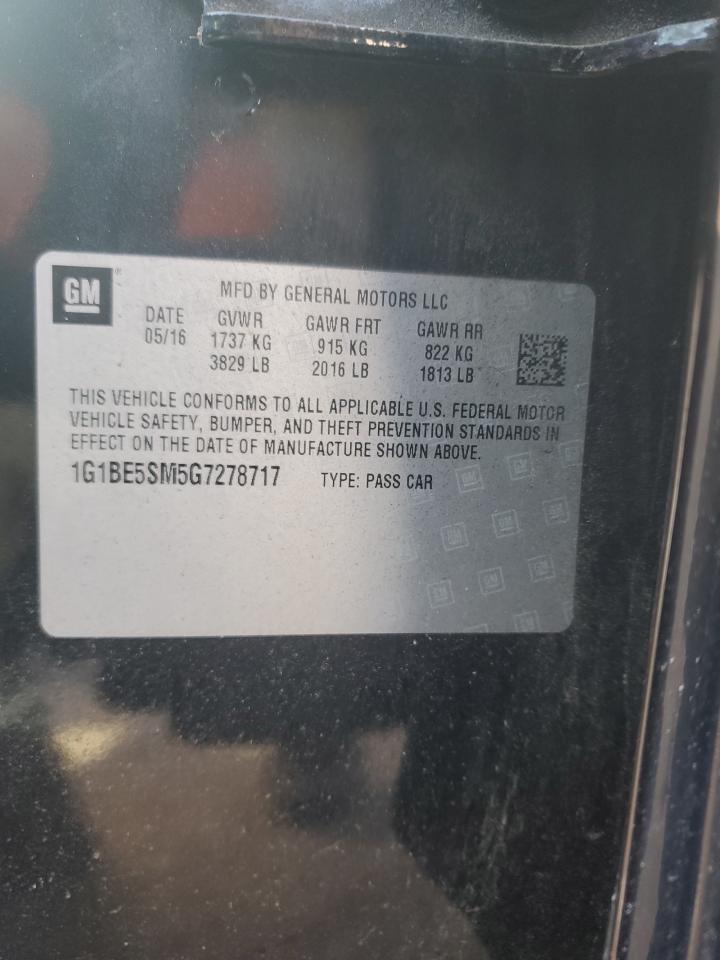 GM
MFD BY GENERAL MOTORS LLC
DATE GVWR GAWR FRT GAWR RR
05/16 1737 KG 915 KG 822 KG
3829 LB 2016 LB 1813 LB
THIS VEHICLE CONFORMS TO ALL APPLICABLE U.S. FEDERAL MOTOR
VEHICLE SAFETY, BUMPER, AND THEFT PREVENTION STANDARDS IN
EFFECT ON THE DATE OF MANUFACTURE SHOWN ABOVE.
1G1BE5SM5G7278717 TYPE: PASS CAR